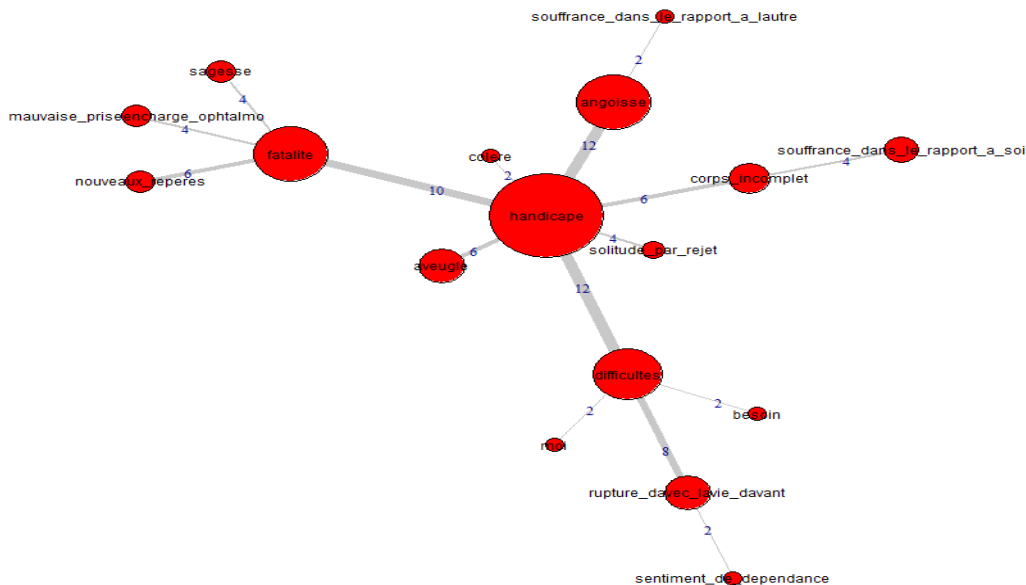 souffrance_dans_le_rapport_a_lautre
2
sagesse
4
angoisse
mauvaise_priseencharge_ophtalmo
4
12
souffrance_dans_le_rapport_a_soi
fatalite
colere
4
nouveaux_reperes
6
2
corps_incomplet
10
6
handicape
4
solitude_par_rejet
6
aveugle
12
difficultes
2
2
besoin
moi
8
rupture_davec_lavie_davant
2
sentiment_de_dependance